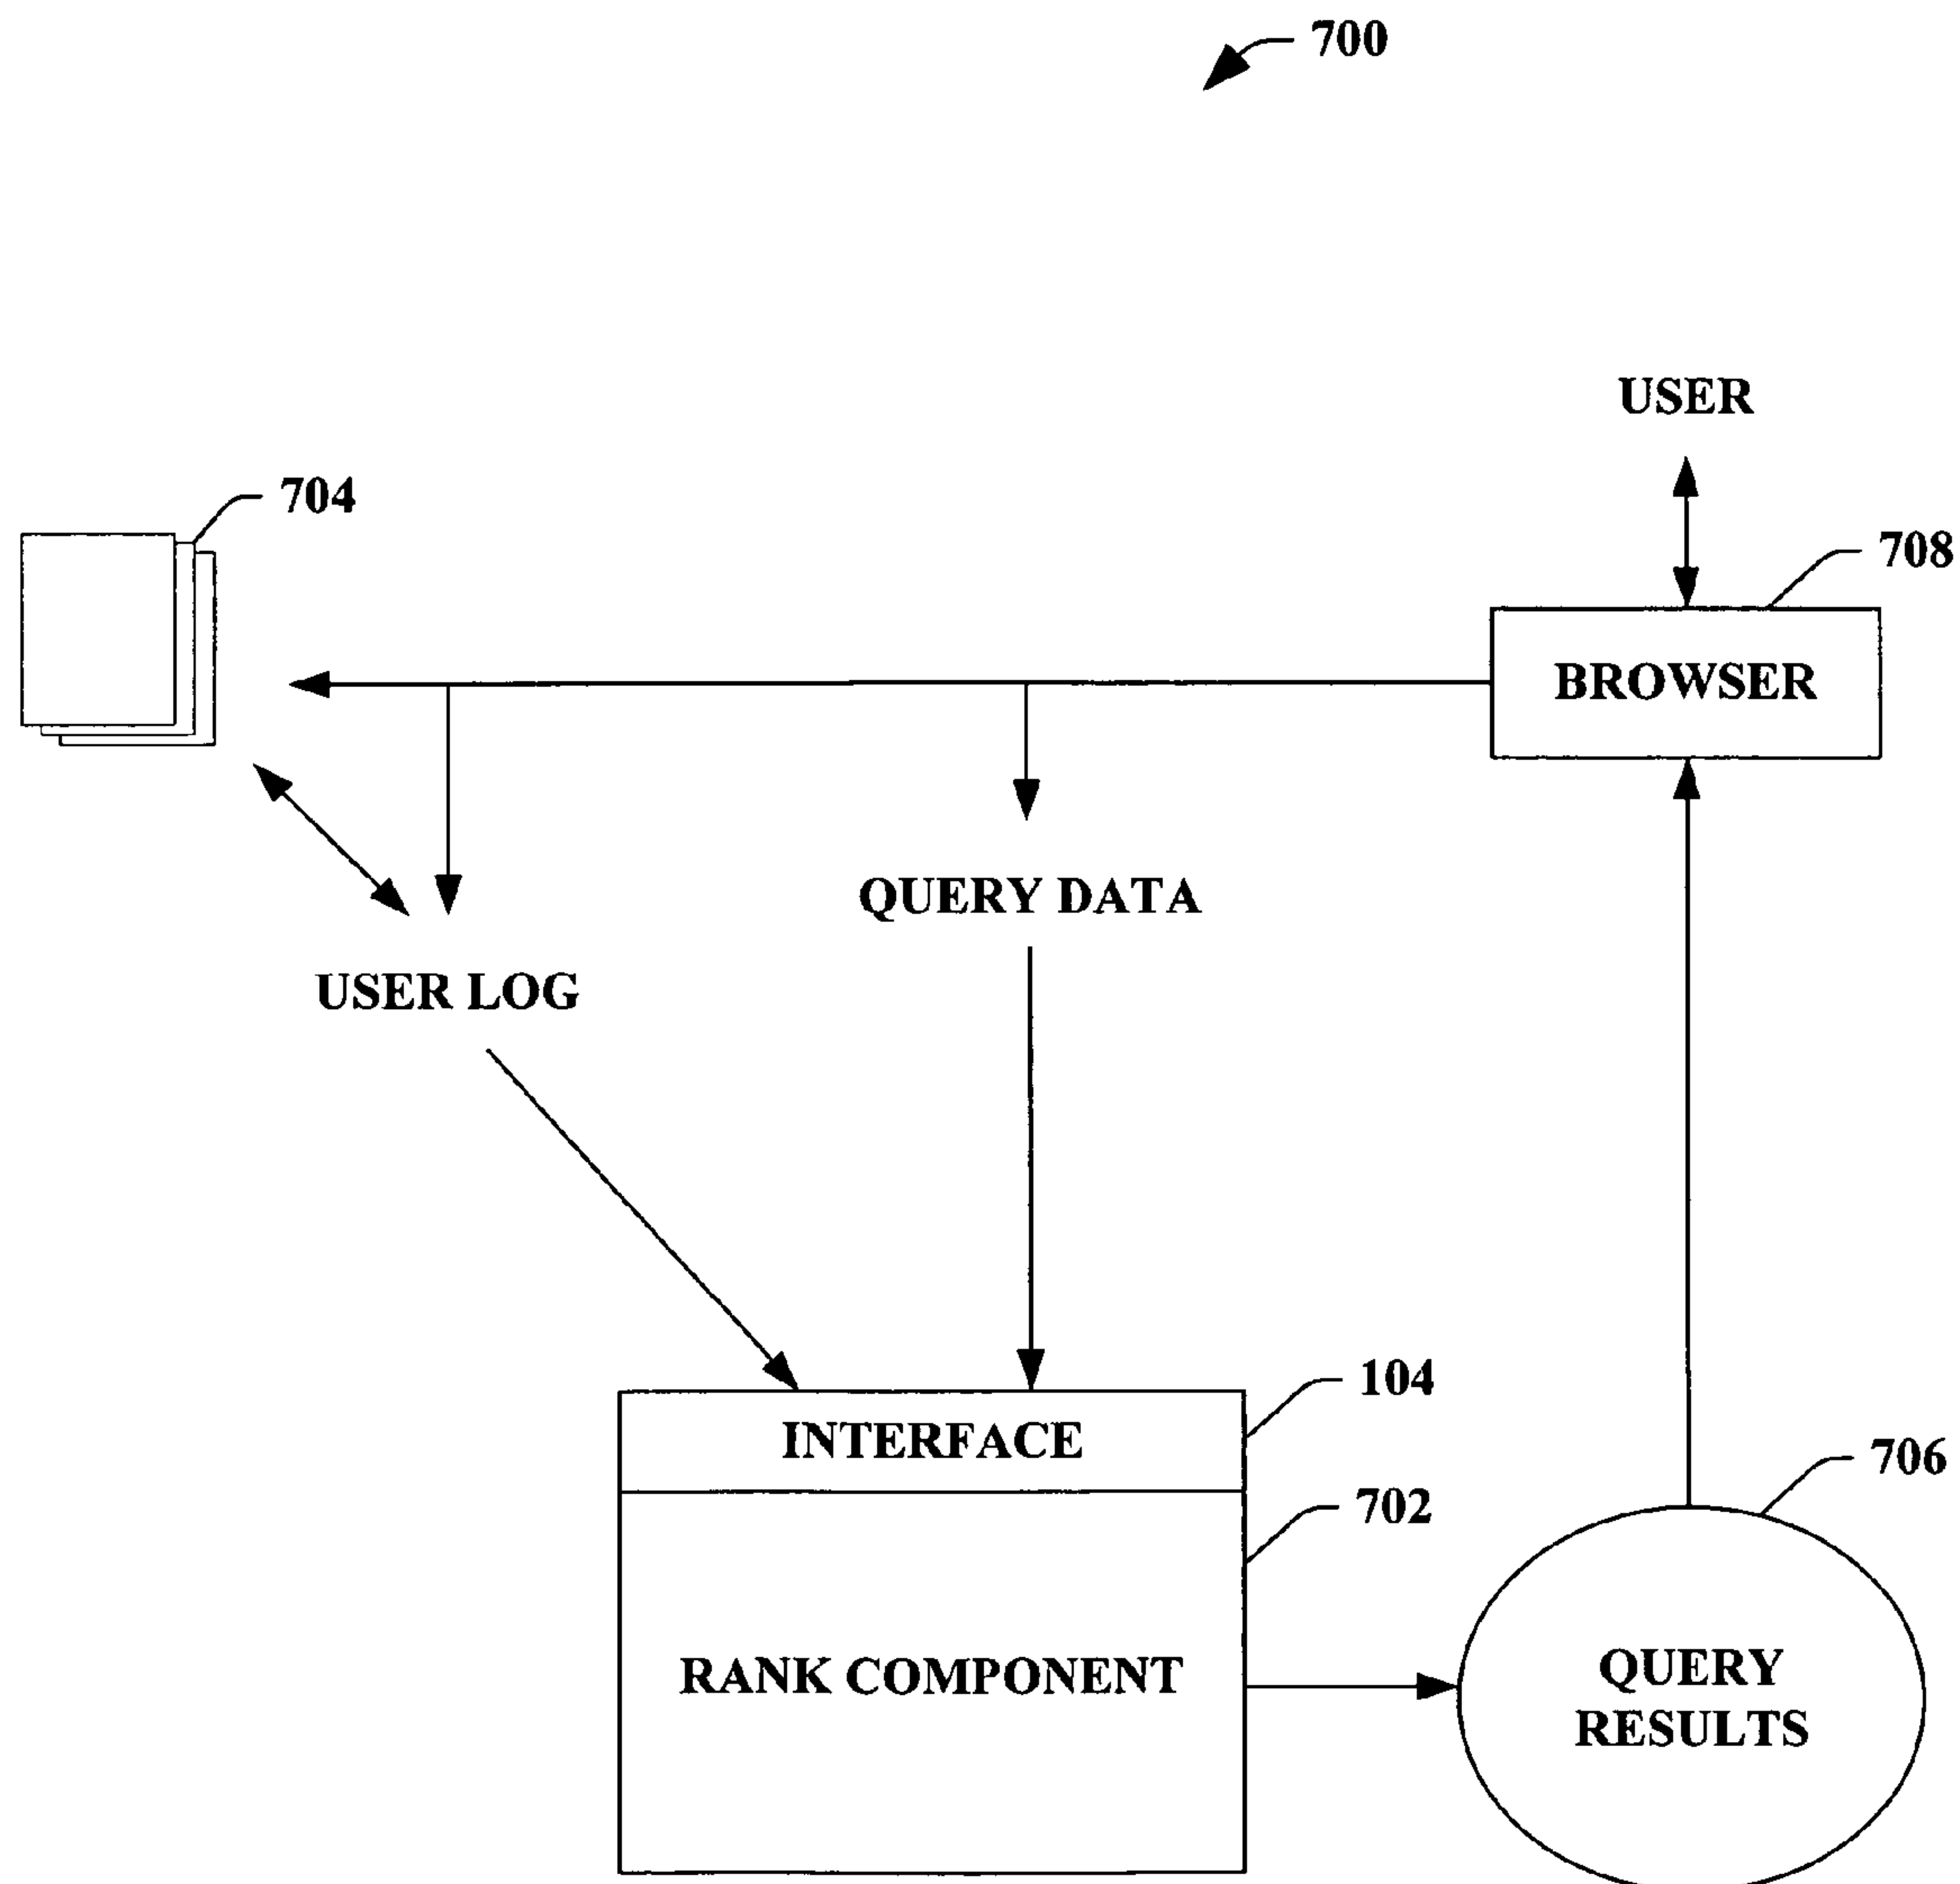 700
USER
704
708
BROWSER
QUERY DATA
USER LOG
104
INTERFACE
706
702
RANK COMPONENT
QUERY
RESULTS